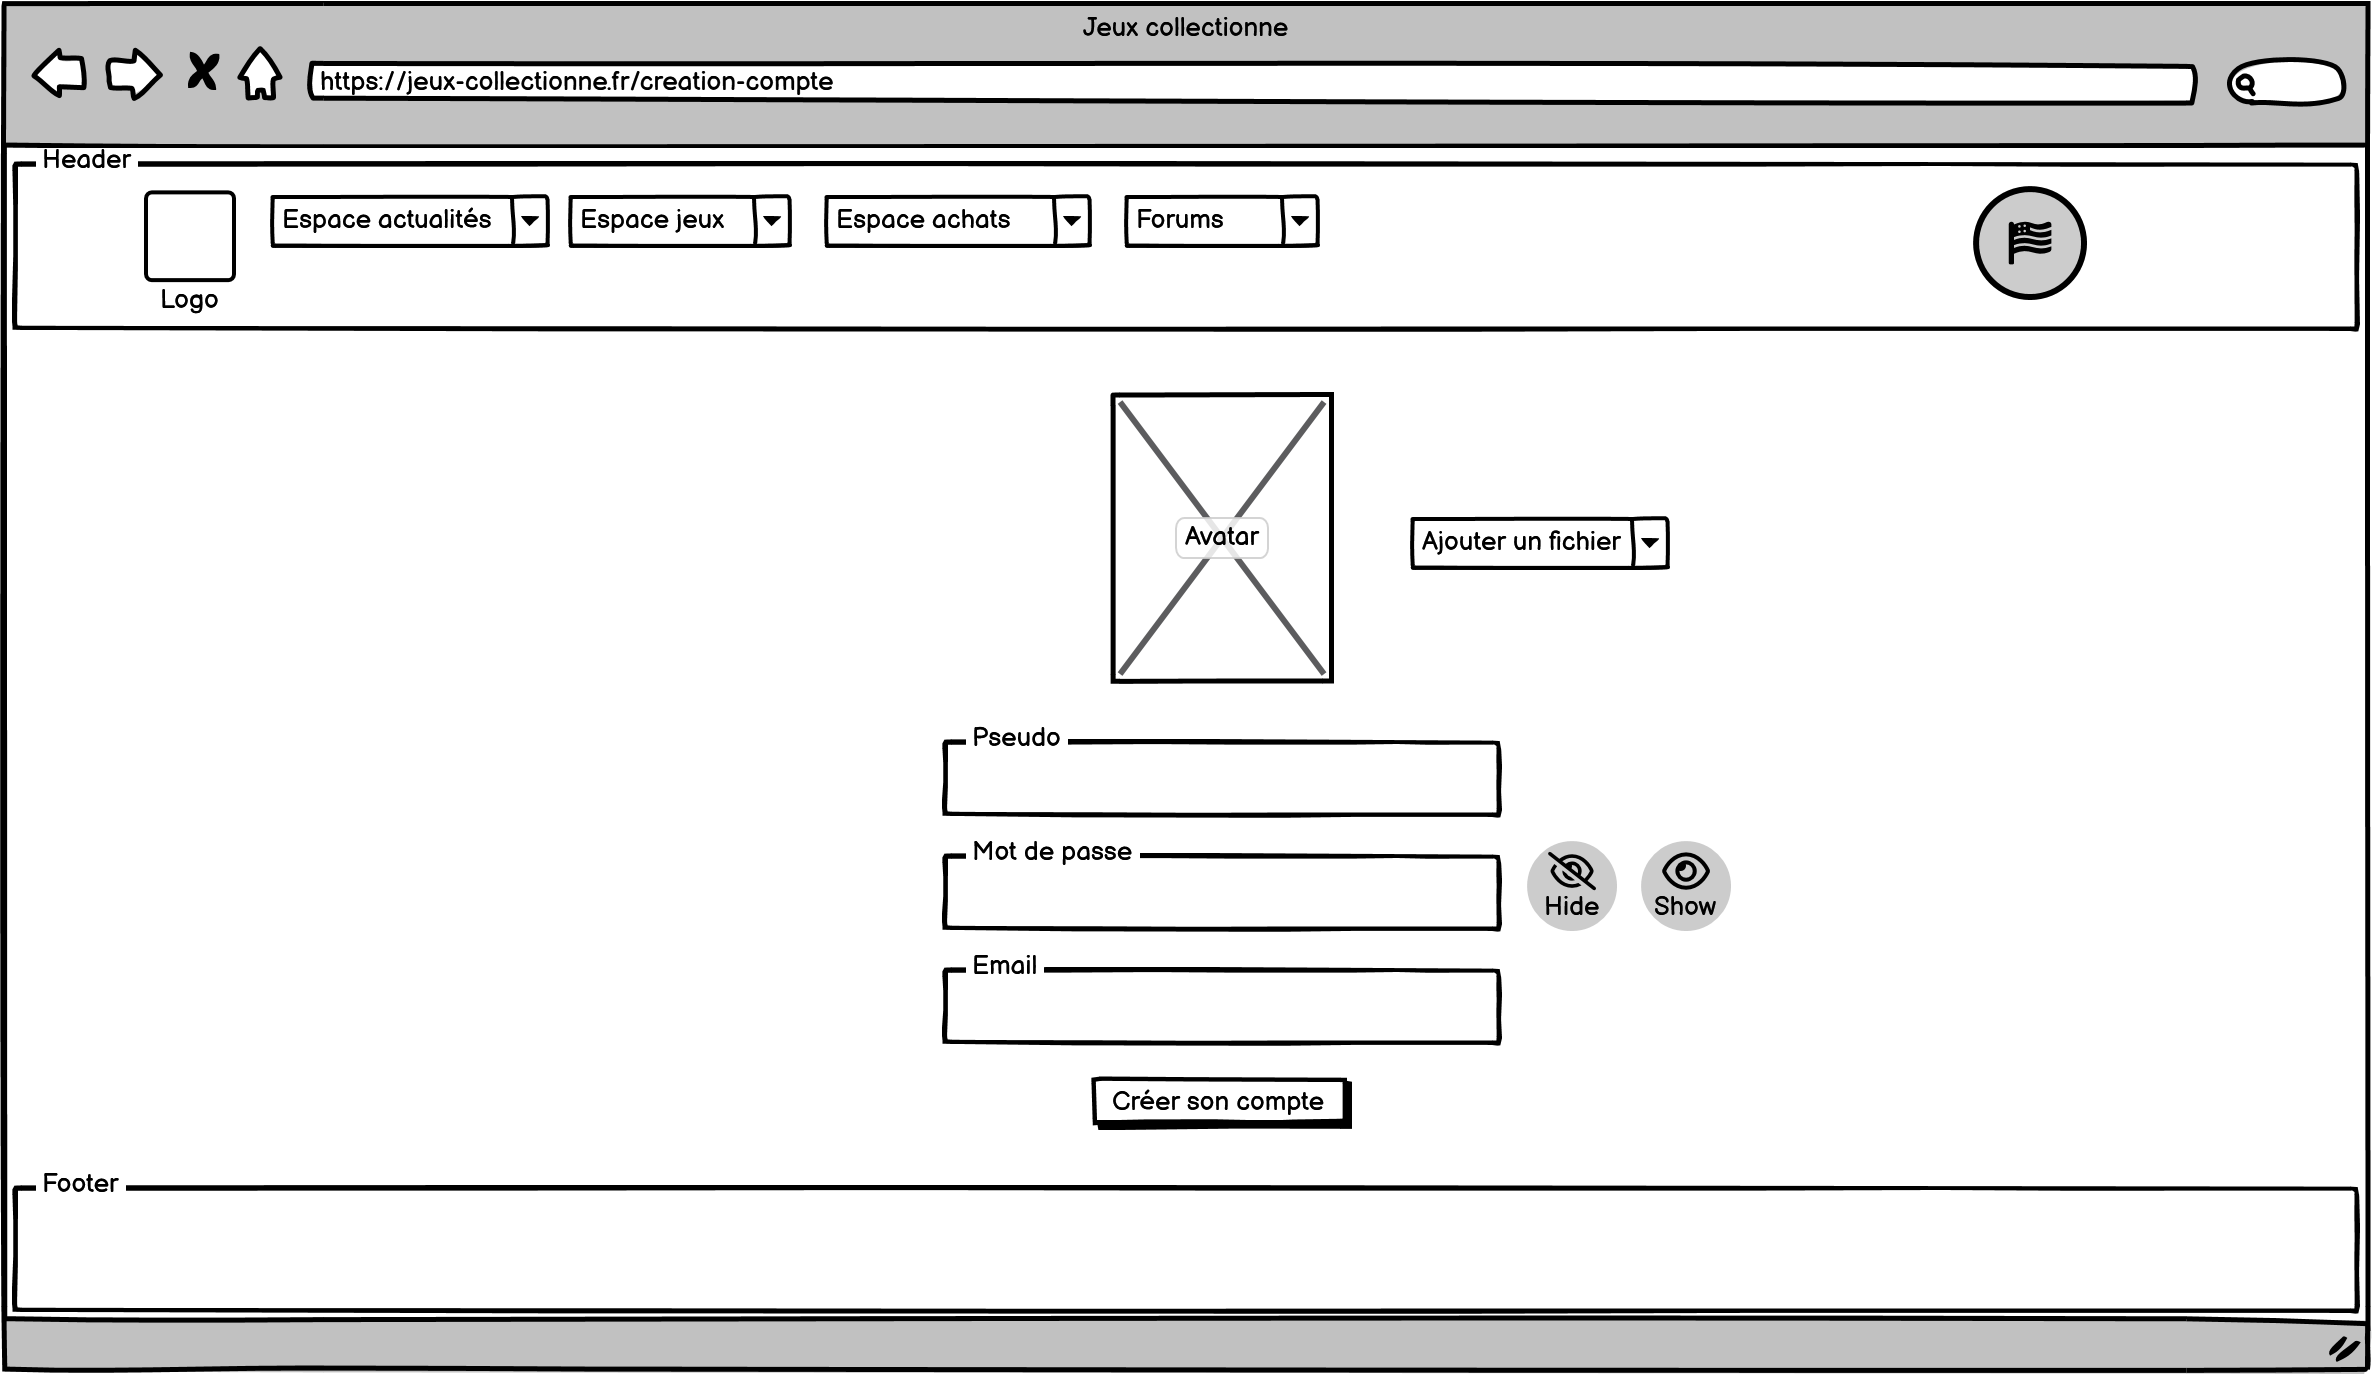 Jeux collectionne
https://jeux-collectionne.fr/creation-compte
Header
Espace actualités
Espace jeux
Espace achats
Forums
Logo
Avatar
Ajouter un fichier
Pseudo
Mot de passe
Hide
Show
Email
Créer son compte
Footer